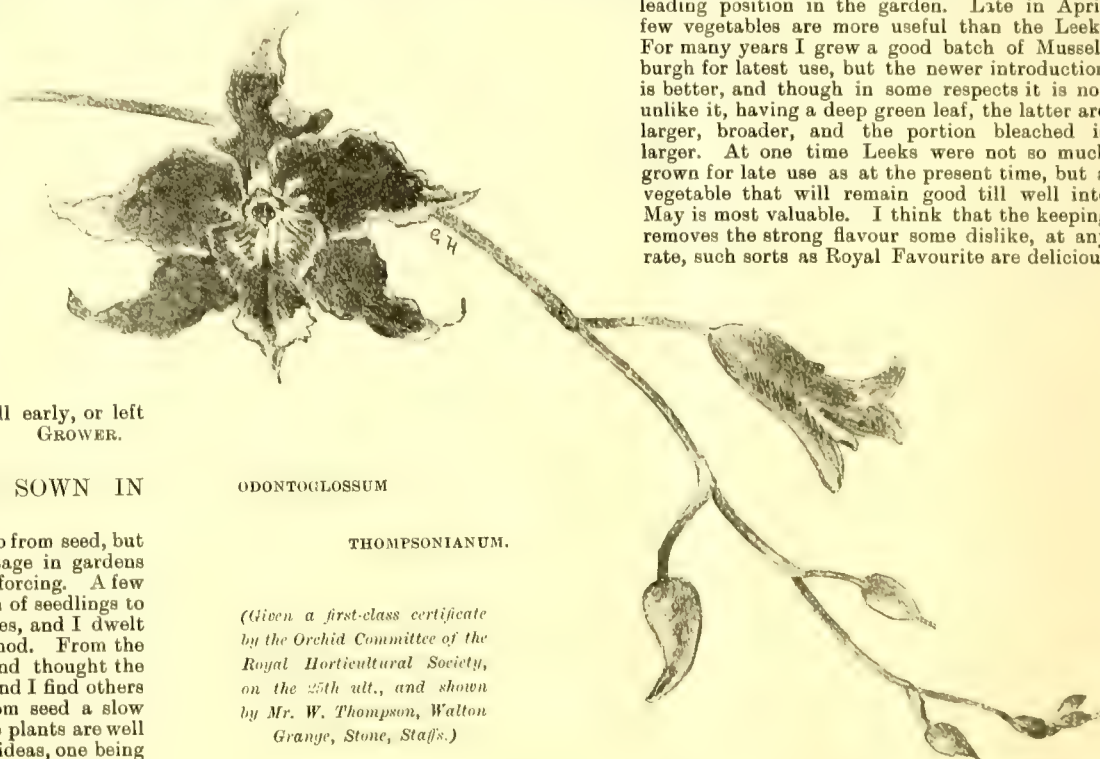 ll early, or left
GROWER.
SOWN IN
from seed, but
age in gardens
forcing. A few
of seedlings to
es, and I dwelt
nod. From the
nd thought the
nd I find others
om seed a slow
plants are well
ideas, one being
GH
ODONTOGLOSSUM
THOMPSONIANUM.
(Given a first-class certificate
by the Orchid Committee of the
Royal Horticultural Society,
on the 25th ult., and shown
by Mr. W. Thompson, Walton
Grange, Stone, Staffs.)
leading position in the garden. Late in Apri
few vegetables are more useful than the Leek
For many years I grew a good batch of Mussel
burgh for latest use, but the newer introduction
is better, and though in some respects it is no
unlike it, having a deep green leaf, the latter are
larger, broader, and the portion bleached i
larger. At one time Leeks were not so much
grown for late use as at the present time, but a
vegetable that will remain good till well int
May is most valuable. I think that the keepin
removes the strong flavour some dislike, at an
rate, such sorts as Royal Favourite are deliciou